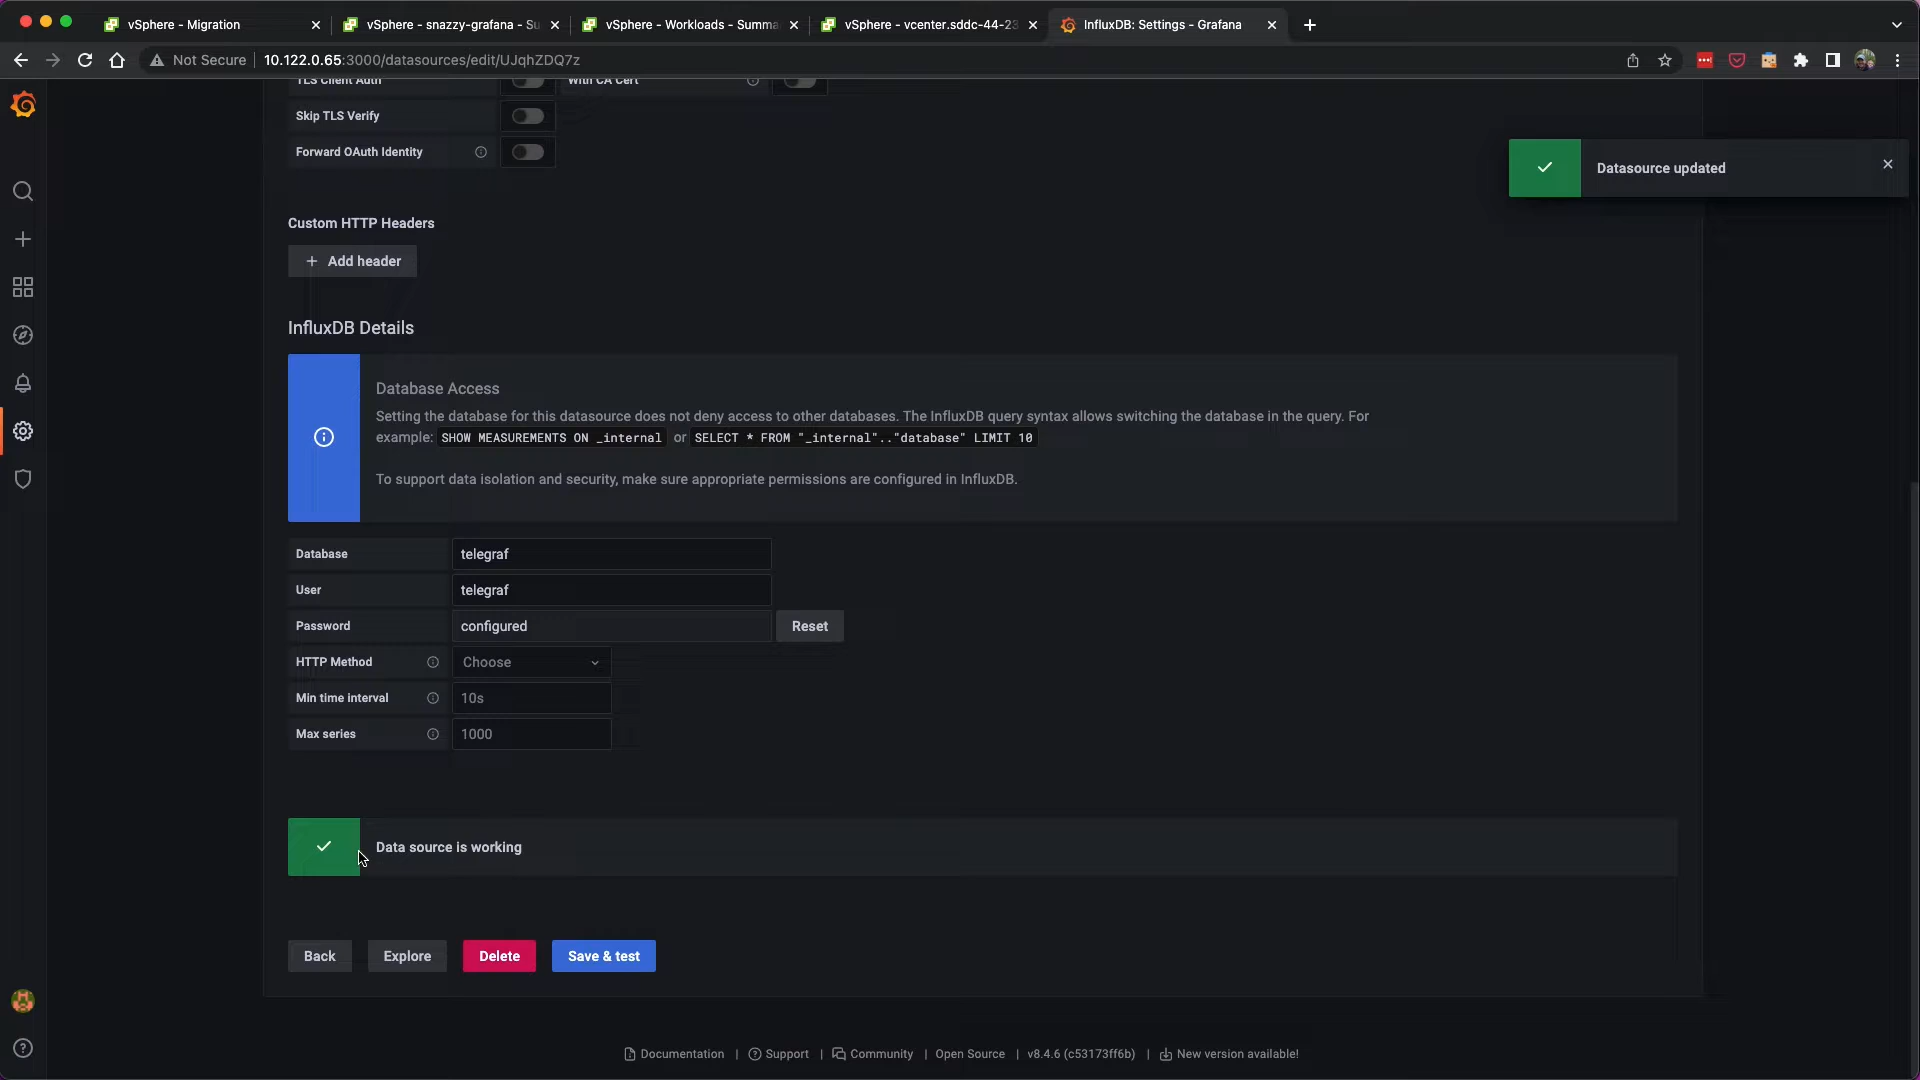 vSphere - Migration
vSphere - snazzy-grafana - Su
vSphere - Workloads - Summa
vSphere - vcenter.sddc-44-23
InfluxDB: Settings - Grafana
Not Secure
10.122.0.65:3000/datasources/edit/UJqhZDQ7z
TLS Client Auth
With CA Cert
Skip TLS Verify
Forward OAuth Identity
Datasource updated
Custom HTTP Headers
Add header
InfluxDB Details
Database Access
Setting the database for this datasource does not deny access to other databases. The InfluxDB query syntax allows switching the database in the query. For
example: SHOW MEASUREMENTS ON _internal or SELECT * FROM "_internal".."database" LIMIT 10
To support data isolation and security, make sure appropriate permissions are configured in InfluxDB.
Database telegraf
User telegraf
Password configured Reset
HTTP Method Choose
Min time interval 10s
Max series 1000
Data source is working
Back Explore Delete Save & test
Documentation | Support | Community | Open Source | v8.4.6 (c53173ff6b) | New version available!